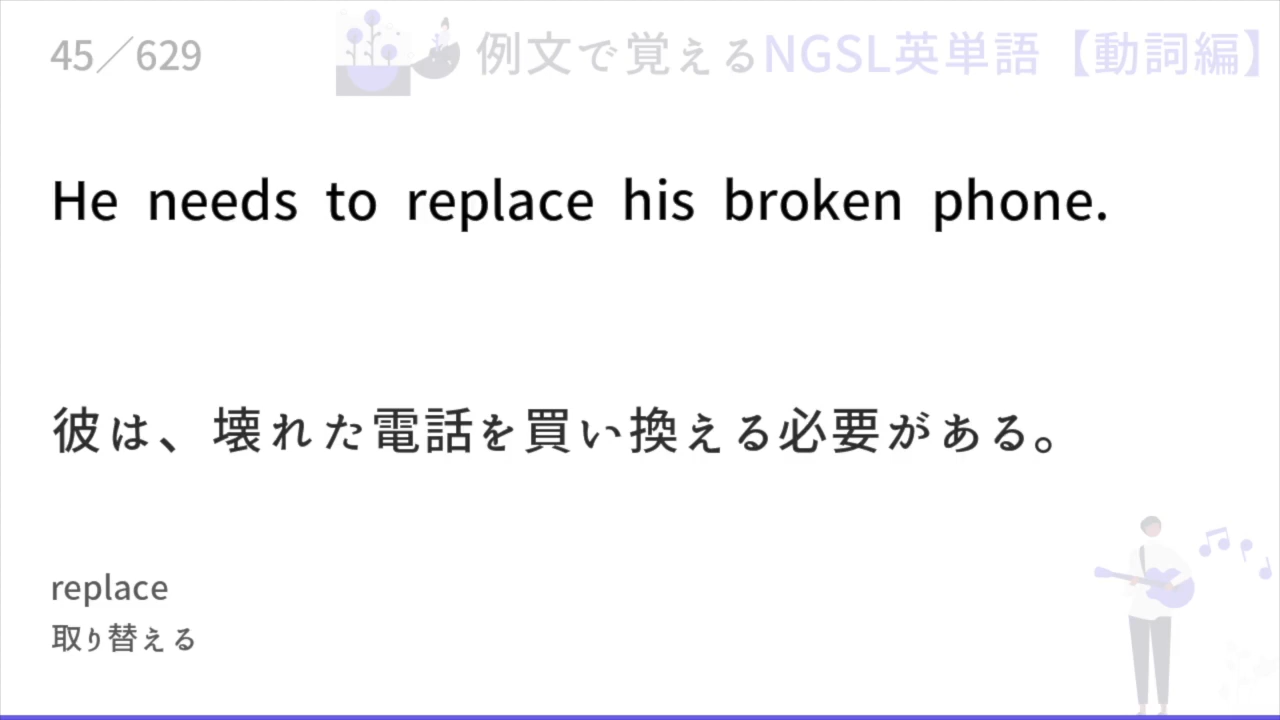 45／629
例文で覚えるNGSL英単語【動詞編】
He needs to replace his broken phone.
彼は、壊れた電話を買い換える必要がある。
replace
取り替える